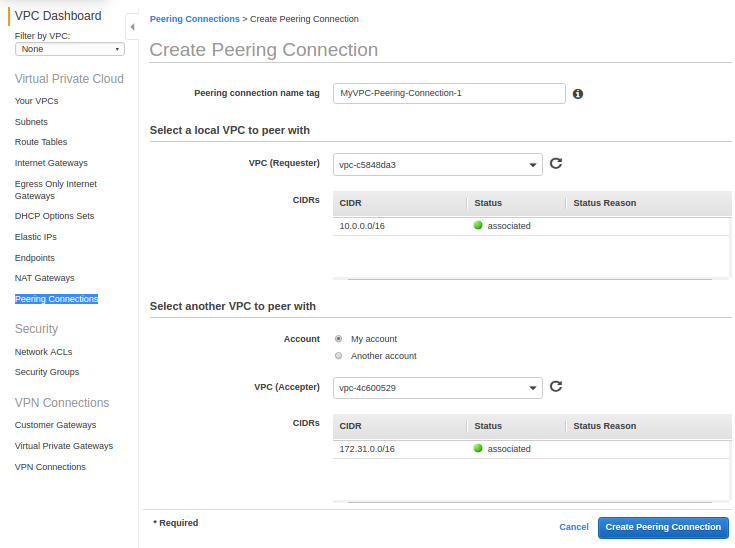 VPC Dashboard
Filter by VPC:
None
Virtual Private Cloud
Your VPCs
Subnets
Route Tables
Internet Gateways
Egress Only Internet
Gateways
DHCP Options Sets
Elastic IPs
Endpoints
NAT Gateways
Peering Connections
Security
Network ACLs
Security Groups
VPN Connections
Customer Gateways
Virtual Private Gateways
VPN Connections
Peering Connections > Create Peering Connection
Create Peering Connection
Peering connection name tag MyVPC-Peering-Connection-1
Select a local VPC to peer with
VPC (Requester) vpc-c5848da3
CIDRs CIDR Status Status Reason
10.0.0.0/16 associated
Select another VPC to peer with
Account My account
Another account
VPC (Accepter) vpc-4c600529
CIDRs CIDR Status Status Reason
172.31.0.0/16 associated
* Required Cancel Create Peering Connection